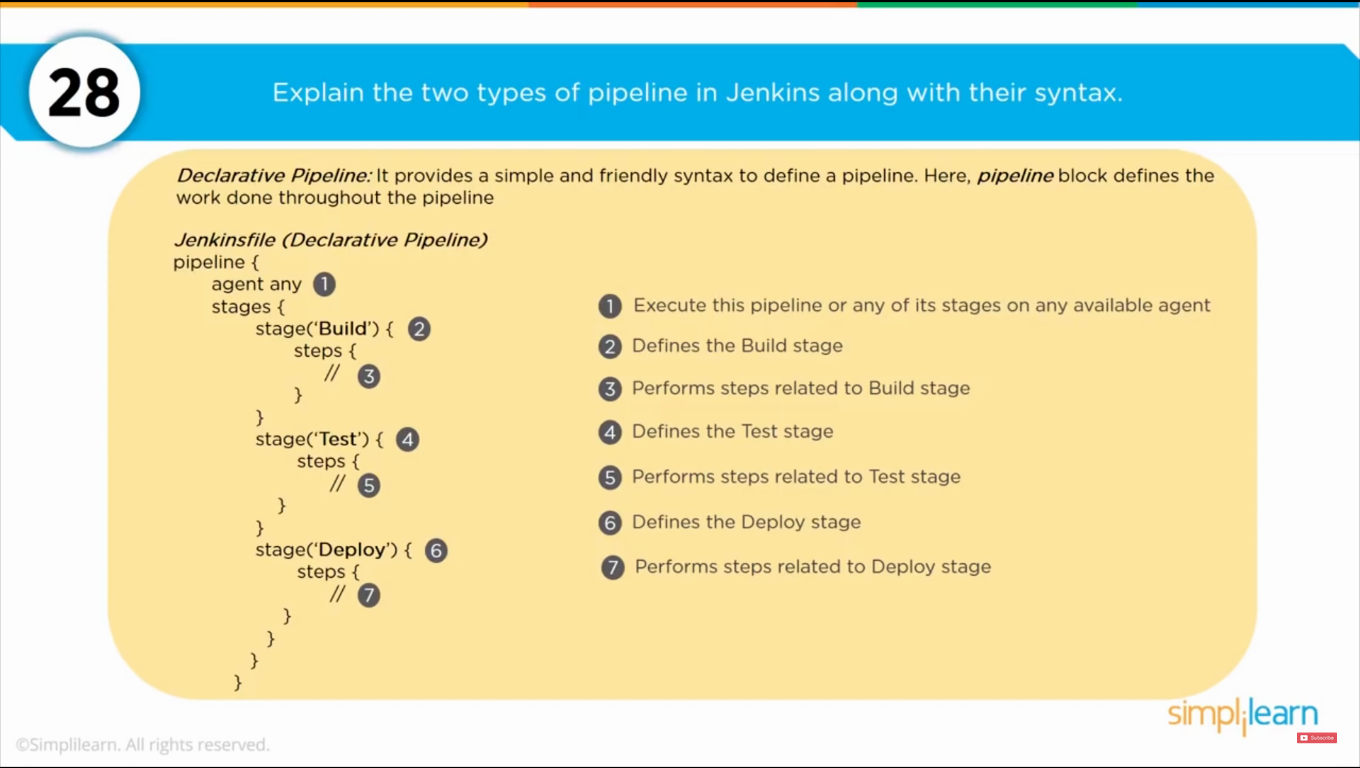 28
Explain the two types of pipeline in Jenkins along with their syntax.
Declarative Pipeline: It provides a simple and friendly syntax to define a pipeline. Here, pipeline block defines the
work done throughout the pipeline
Jenkinsfile (Declarative Pipeline)
pipeline {
agent any 1
stages {
stage(‘Build’) { 2
steps {
// 3
}
}
stage(‘Test’) { 4
steps {
// 5
}
}
stage(‘Deploy’) { 6
steps {
// 7
}
}
}
}
1 Execute this pipeline or any of its stages on any available agent
2 Defines the Build stage
3 Performs steps related to Build stage
4 Defines the Test stage
5 Performs steps related to Test stage
6 Defines the Deploy stage
7 Performs steps related to Deploy stage
simplilearn
Subscribe
©Simplilearn. All rights reserved.